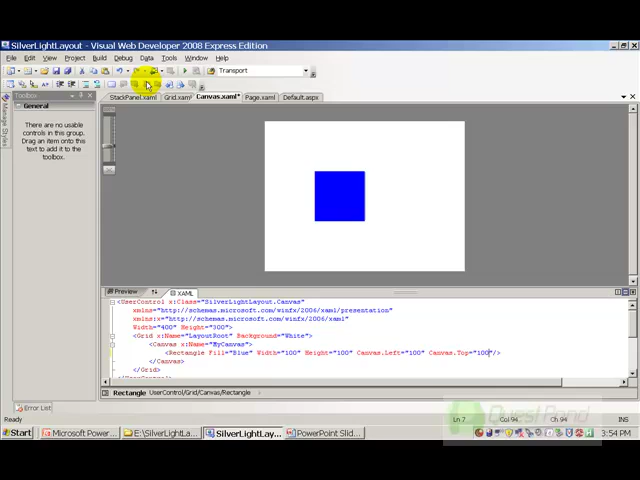 SilverLightLayout - Visual Web Developer 2008 Express Edition
File Edit View Project Build Debug Data Tools Window Help
Transport
Toolbox
StackPanel.xaml Grid.xaml Canvas.xaml* Page.xaml Default.aspx
General
There are no usable
controls in this group.
Drag an item onto this
text to add it to the
toolbox.
Manage Styles
Preview XAML
<UserControl x:Class="SilverLightLayout.Canvas"
xmlns="http://schemas.microsoft.com/winfx/2006/xaml/presentation"
xmlns:x="http://schemas.microsoft.com/winfx/2006/xaml"
Width="400" Height="300">
<Grid x:Name="LayoutRoot" Background="White">
<Canvas x:Name="MyCanvas">
<Rectangle Fill="Blue" Width="100" Height="100" Canvas.Left="100" Canvas.Top="100"/>
</Canvas>
</Grid>
</UserControl>
Rectangle UserControl/Grid/Canvas/Rectangle
Error List
Ready Ln 7 Col 94 Ch 94 INS
Start Microsoft Power... E:\SilverLightLa... SilverLightLay... PowerPoint Slid... 3:54 PM